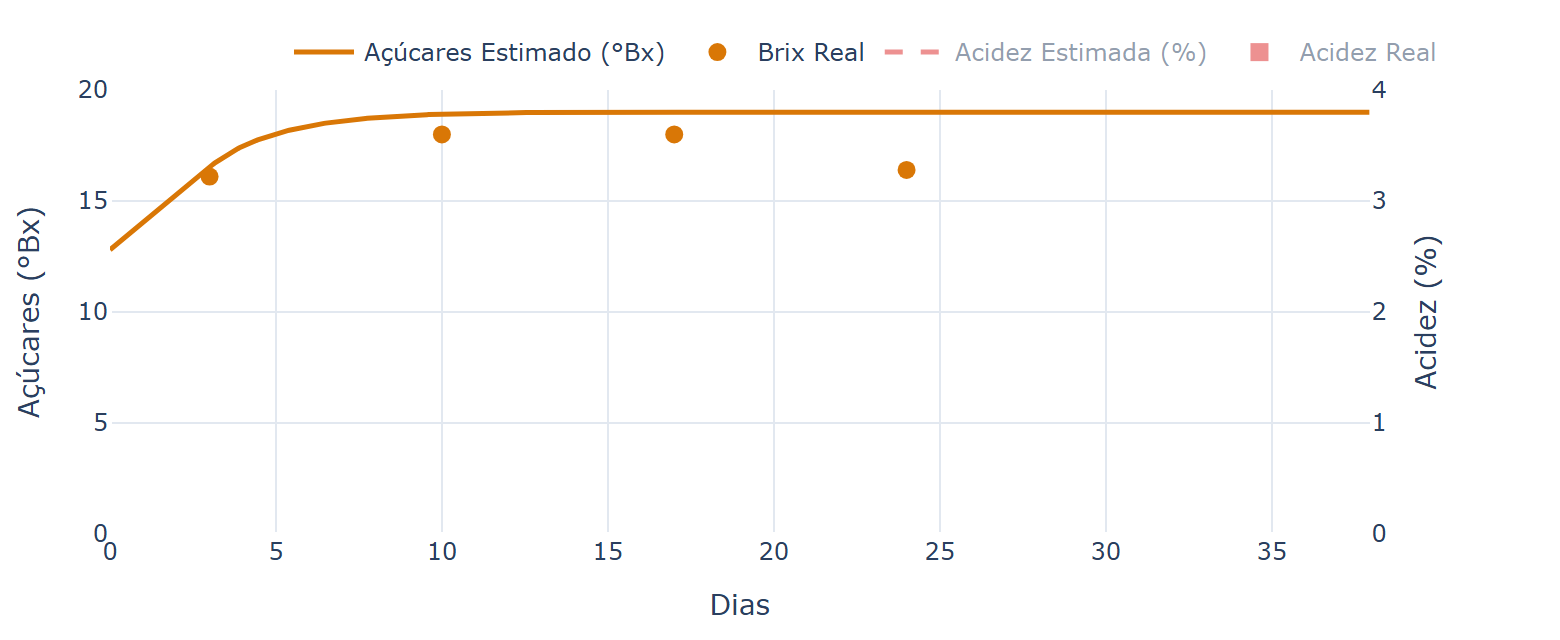 Açúcares Estimado (°Bx) Brix Real Acidez Estimada (%) Acidez Real
20 4
15 3
10 2
5 1
0 0
Açúcares (°Bx)
Acidez (%)
0 5 10 15 20 25 30 35
Dias